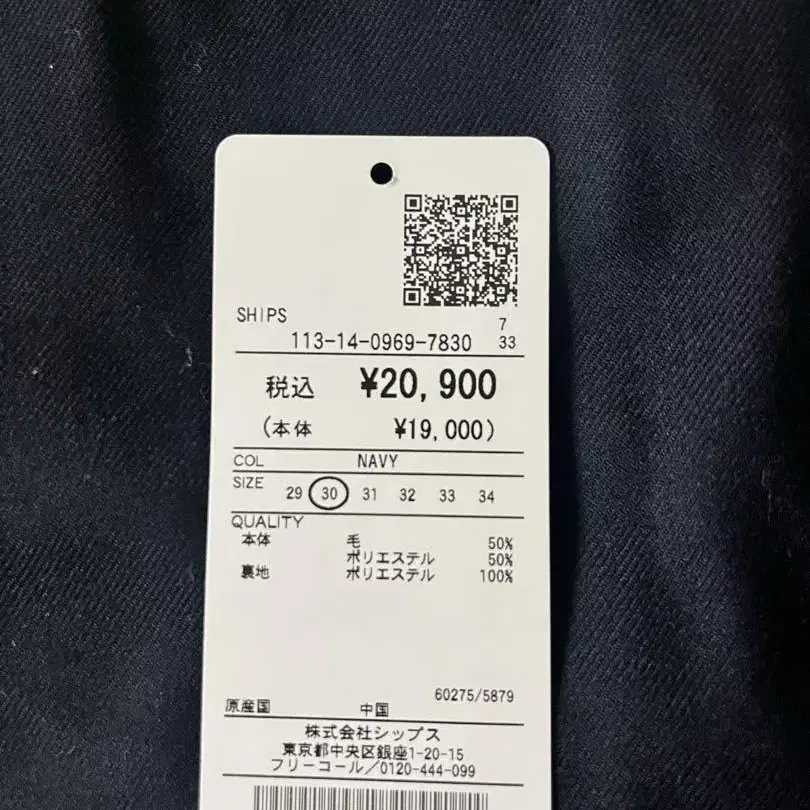 SHIPS
7
113-14-0969-7830 33
税込 ¥20,900
(本体 ¥19,000)
COL NAVY
SIZE 29 30 31 32 33 34
QUALITY
本体 毛 50%
ポリエステル 50%
裏地 ポリエステル 100%
60275/5879
原産国 中国
株式会社シップス
東京都中央区銀座1-20-15
フリーコール/0120-444-099